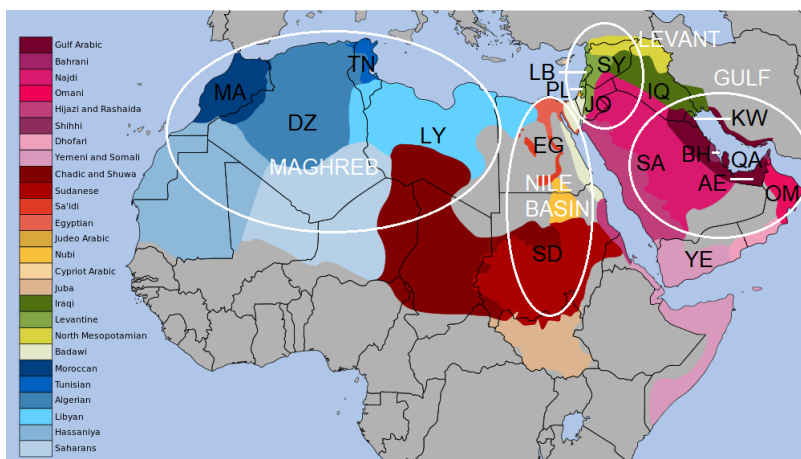 Gulf Arabic
Bahrani
Najdi
Omani
Hijazi and Rashaida
Shihhi
Dhofari
Yemeni and Somali
Chadic and Shuwa
Sudanese
Sa'idi
Egyptian
Judeo Arabic
Nubi
Cypriot Arabic
Juba
Iraqi
Levantine
North Mesopotamian
Badawi
Moroccan
Tunisian
Algerian
Libyan
Hassaniya
Saharans
LEVANT
TN
SY
LB
GULF
PL
IQ
MA
JO
DZ
KW
LY
EG
BH
QA
MAGHREB
SA
AE
NILE
OM
BASIN
SD
YE